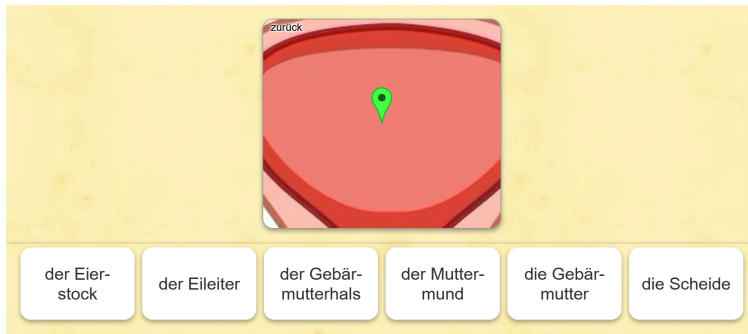 zurück
der Eier-
stock
der Eileiter
der Gebär-
mutterhals
der Mutter-
mund
die Gebär-
mutter
die Scheide